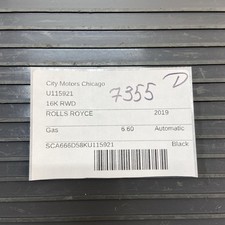 City Motors Chicago
U115921
16K RWD
7355 D
ROLLS ROYCE 2019
Gas 6.60 Automatic
SCA666D58KU115921
Black